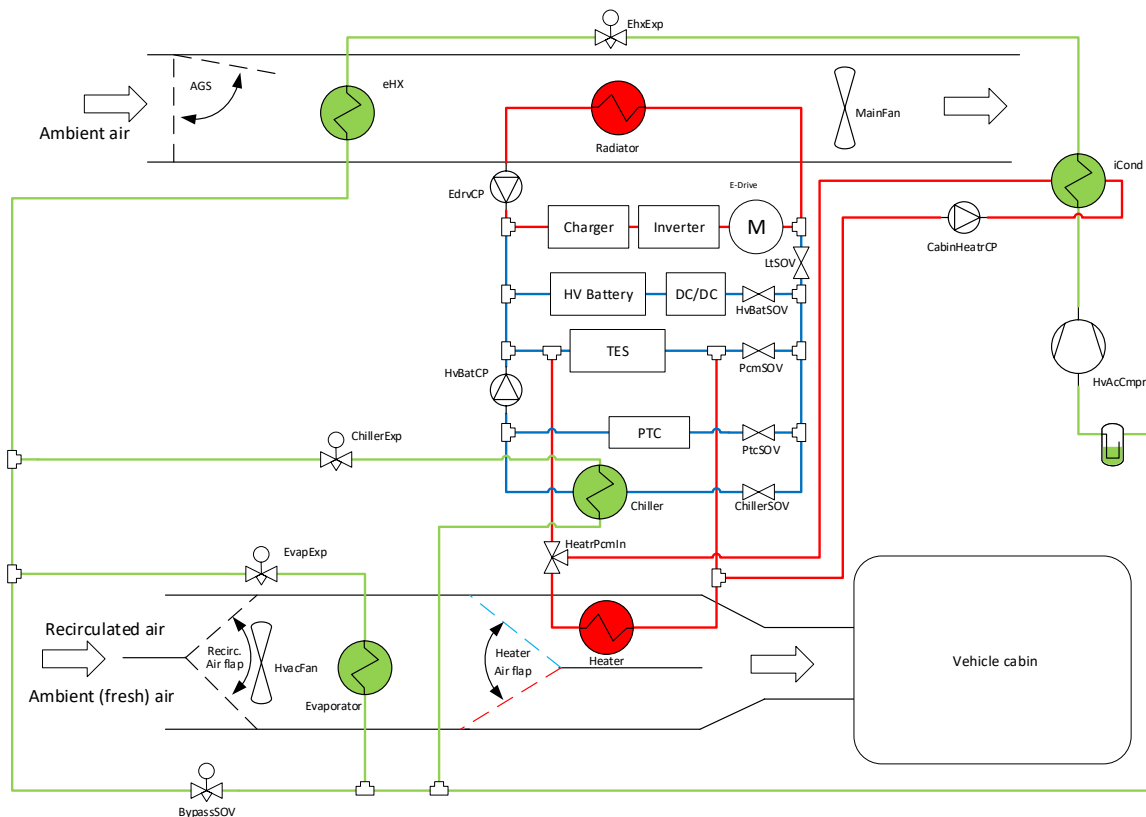 EhxExp
AGS
eHX
Ambient air
MainFan
Radiator
iCond
EdrvCP
E-Drive
Charger
Inverter
M
CabinHeatrCP
LtSOV
HV Battery
DC/DC
HvBatSOV
TES
PcmSOV
HvBatCP
HvAcCmpr
ChillerExp
PTC
PtcSOV
Chiller
ChillerSOV
HeatrPcmIn
EvapExp
Recirculated air
Recirc.
Air flap
HvacFan
Heater
Air flap
Heater
Vehicle cabin
Ambient (fresh) air
Evaporator
BypassSOV